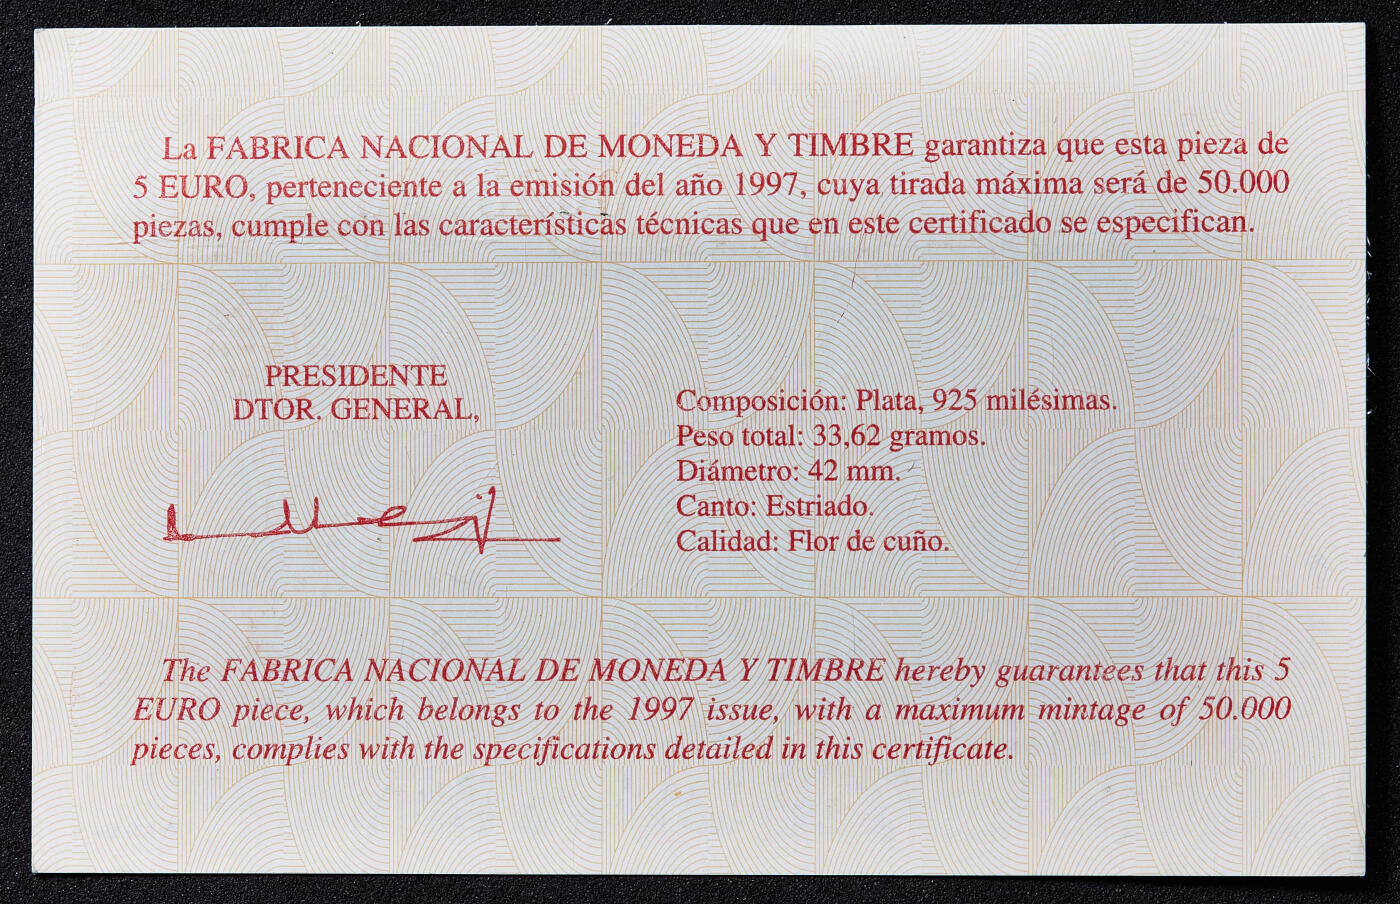 La FABRICA NACIONAL DE MONEDA Y TIMBRE garantiza que esta pieza de
5 EURO, perteneciente a la emisión del año 1997, cuya tirada máxima será de 50.000
piezas, cumple con las características técnicas que en este certificado se especifican.
PRESIDENTE
DTOR. GENERAL,
Composición: Plata, 925 milésimas.
Peso total: 33,62 gramos.
Diámetro: 42 mm.
Canto: Estriado.
Calidad: Flor de cuño.
The FABRICA NACIONAL DE MONEDA Y TIMBRE hereby guarantees that this 5
EURO piece, which belongs to the 1997 issue, with a maximum mintage of 50.000
pieces, complies with the specifications detailed in this certificate.